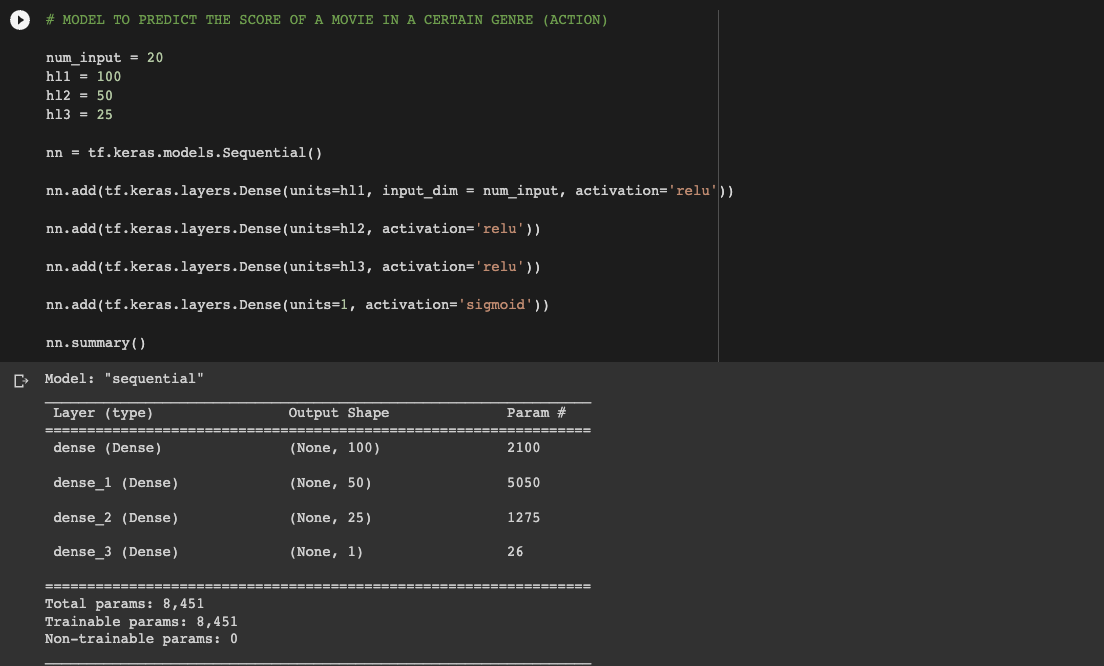 # MODEL TO PREDICT THE SCORE OF A MOVIE IN A CERTAIN GENRE (ACTION)
num_input = 20
hl1 = 100
hl2 = 50
hl3 = 25
nn = tf.keras.models.Sequential()
nn.add(tf.keras.layers.Dense(units=hl1, input_dim = num_input, activation='relu'))
nn.add(tf.keras.layers.Dense(units=hl2, activation='relu'))
nn.add(tf.keras.layers.Dense(units=hl3, activation='relu'))
nn.add(tf.keras.layers.Dense(units=1, activation='sigmoid'))
nn.summary()
Model: "sequential"
Layer (type) Output Shape Param #
dense (Dense) (None, 100) 2100
dense_1 (Dense) (None, 50) 5050
dense_2 (Dense) (None, 25) 1275
dense_3 (Dense) (None, 1) 26
Total params: 8,451
Trainable params: 8,451
Non-trainable params: 0